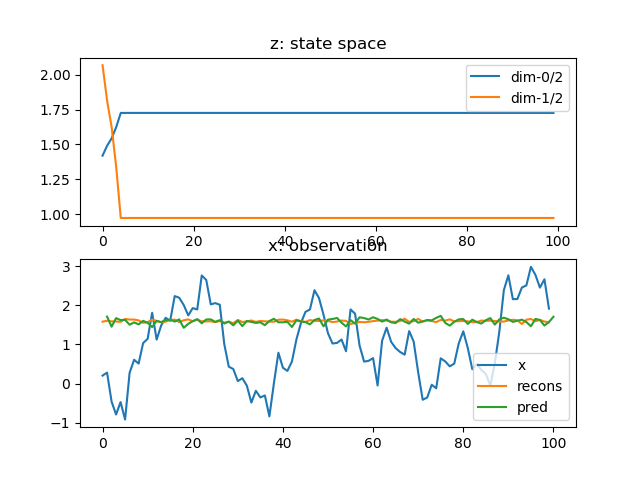 z: state space
2.00
1.75
1.50
1.25
1.00
dim-0/2
dim-1/2
0 20 40 60 80 100
x: observation
3
2
1
0
−1
x
recons
pred
0 20 40 60 80 100